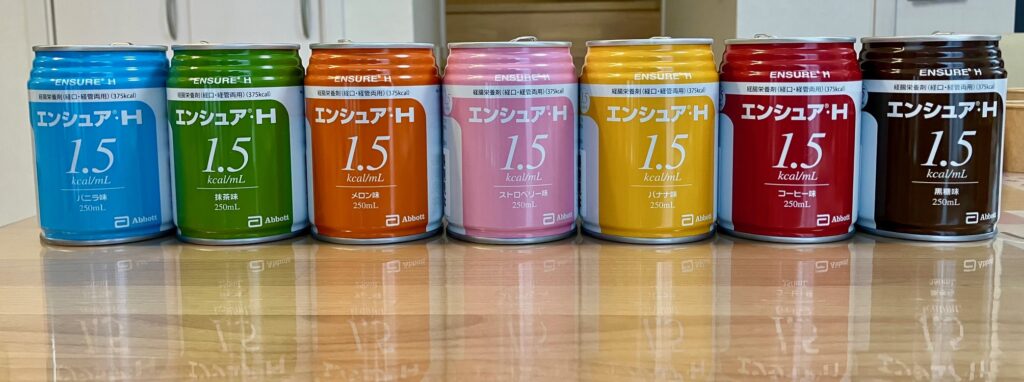 ENSURE® H
経腸栄養剤(経口・経管両用)(375kcal)
エンシュア®・H
1.5
kcal/mL
バニラ味
250mL
Abbott
ENSURE® H
経腸栄養剤(経口・経管両用)(375kcal)
エンシュア®・H
1.5
kcal/mL
抹茶味
250mL
Abbott
ENSURE® H
経腸栄養剤(経口・経管両用)(375kcal)
エンシュア®・H
1.5
kcal/mL
メロン味
250mL
Abbott
ENSURE® H
経腸栄養剤(経口・経管両用)(375kcal)
エンシュア®・H
1.5
kcal/mL
ストロベリー味
250mL
Abbott
ENSURE® H
経腸栄養剤(経口・経管両用)(375kcal)
エンシュア®・H
1.5
kcal/mL
バナナ味
250mL
Abbott
ENSURE® H
経腸栄養剤(経口・経管両用)(375kcal)
エンシュア®・H
1.5
kcal/mL
コーヒー味
250mL
Abbott
ENSURE® H
経腸栄養剤(経口・経管両用)(375kcal)
エンシュア®・H
1.5
kcal/mL
黒糖味
250mL
Abbott